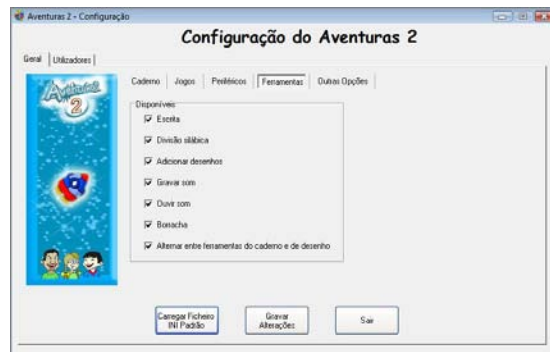 Aventuras 2 - Configuração
Configuração do Aventuras 2
Geral
Utilizadores
Aventuras
2
Caderno
Jogos
Periféricos
Ferramentas
Outras Opções
Disponíveis
Escrita
Divisão silábica
Adicionar desenhos
Gravar som
Ouvir som
Borracha
Alternar entre ferramentas do caderno e de desenho
Carregar Ficheiro
INI Padrão
Gravar
Alterações
Sair